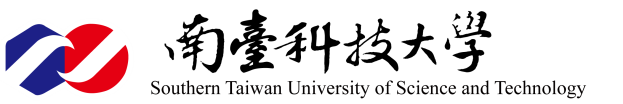 南臺科技大學
Southern Taiwan University of Science and Technology